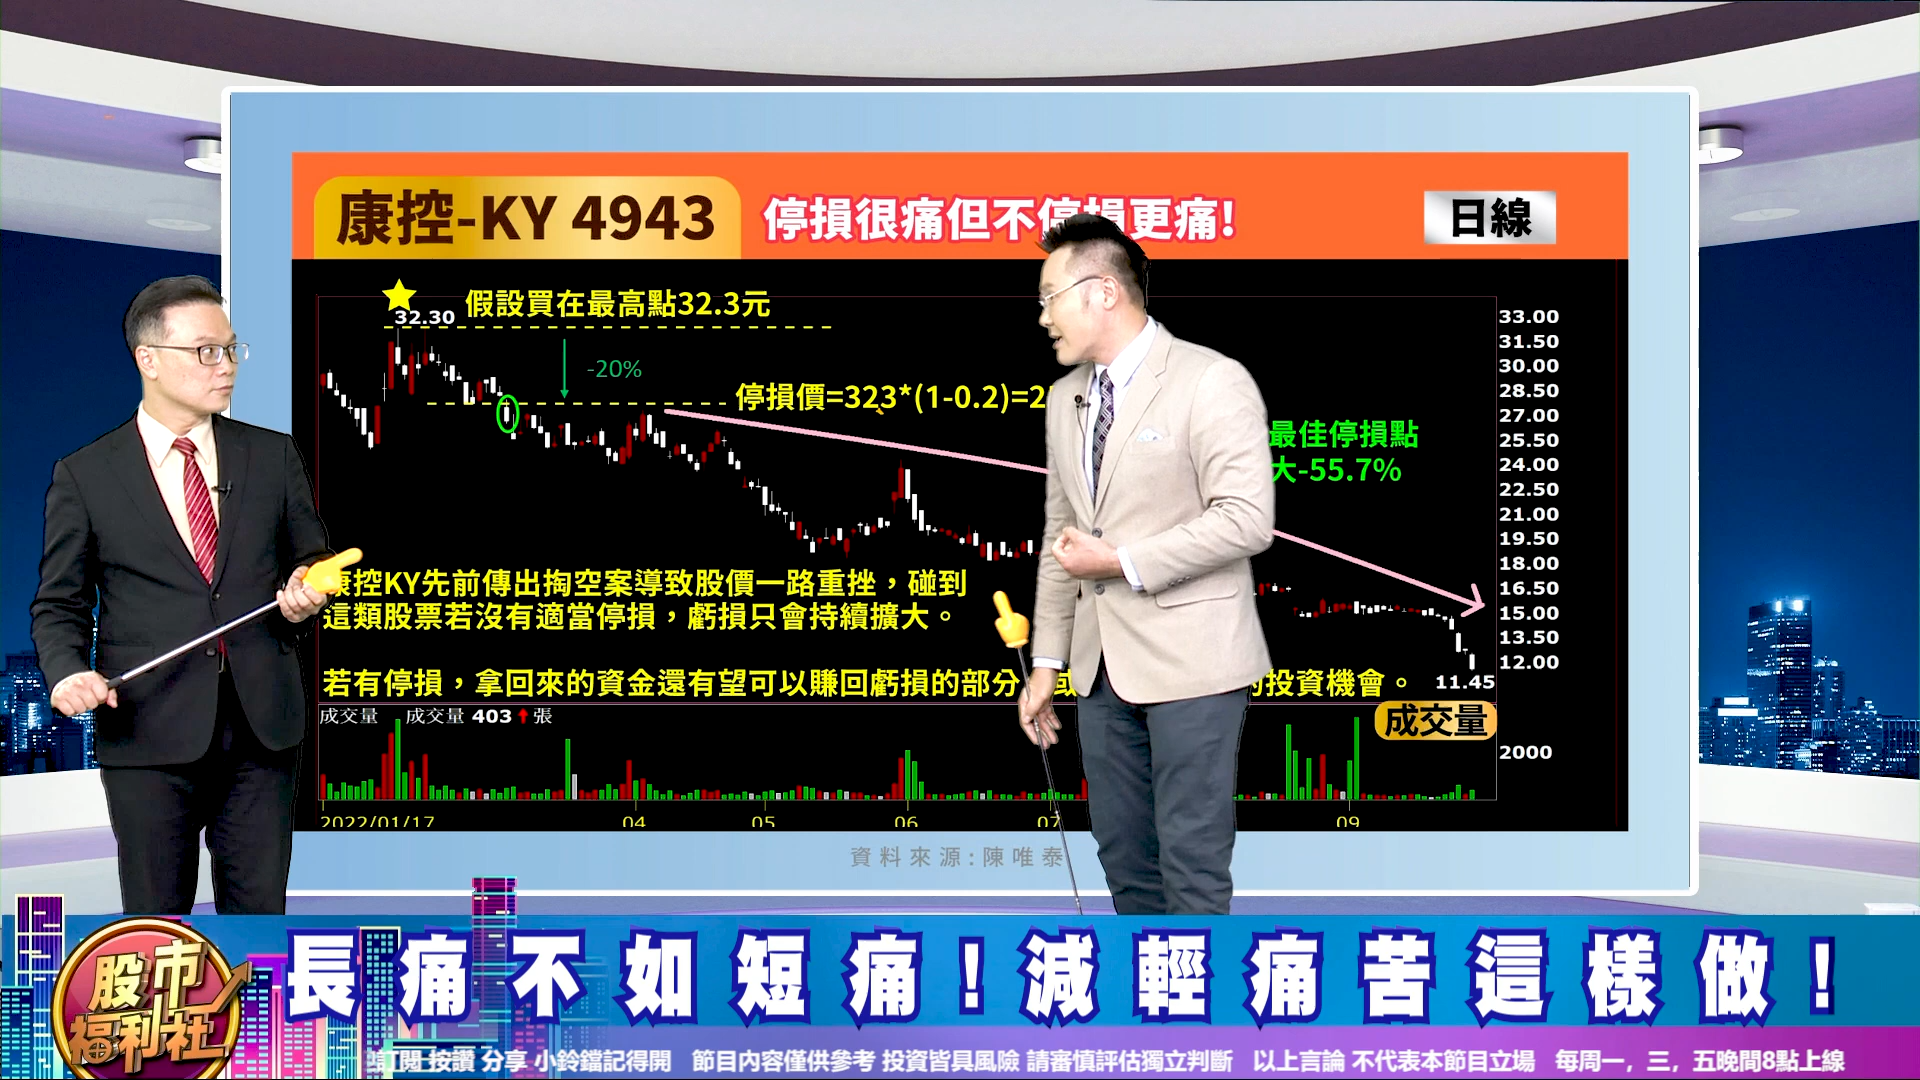 康控-KY 4943
停損很痛但不停損更痛!
日線
假設買在最高點32.3元
32.30
-20%
停損價=323*(1-0.2)=2
最佳停損點
大-55.7%
33.00
31.50
30.00
28.50
27.00
25.50
24.00
22.50
21.00
19.50
18.00
16.50
15.00
13.50
12.00
康控KY先前傳出掏空案導致股價一路重挫，碰到
這類股票若沒有適當停損，虧損只會持續擴大。
若有停損，拿回來的資金還有望可以賺回虧損的部分 或 的投資機會。
11.45
成交量 成交量 403 張
成交量
2000
2022/01/17 04 05 06 07 09
資料來源:陳唯泰
長痛不如短痛!減輕痛苦這樣做!
股市
福利社
訂閱 按讚 分享 小鈴鐺記得開 節目內容僅供參考 投資皆具風險 請審慎評估獨立判斷 以上言論 不代表本節目立場 每周一，三，五晚間8點上線